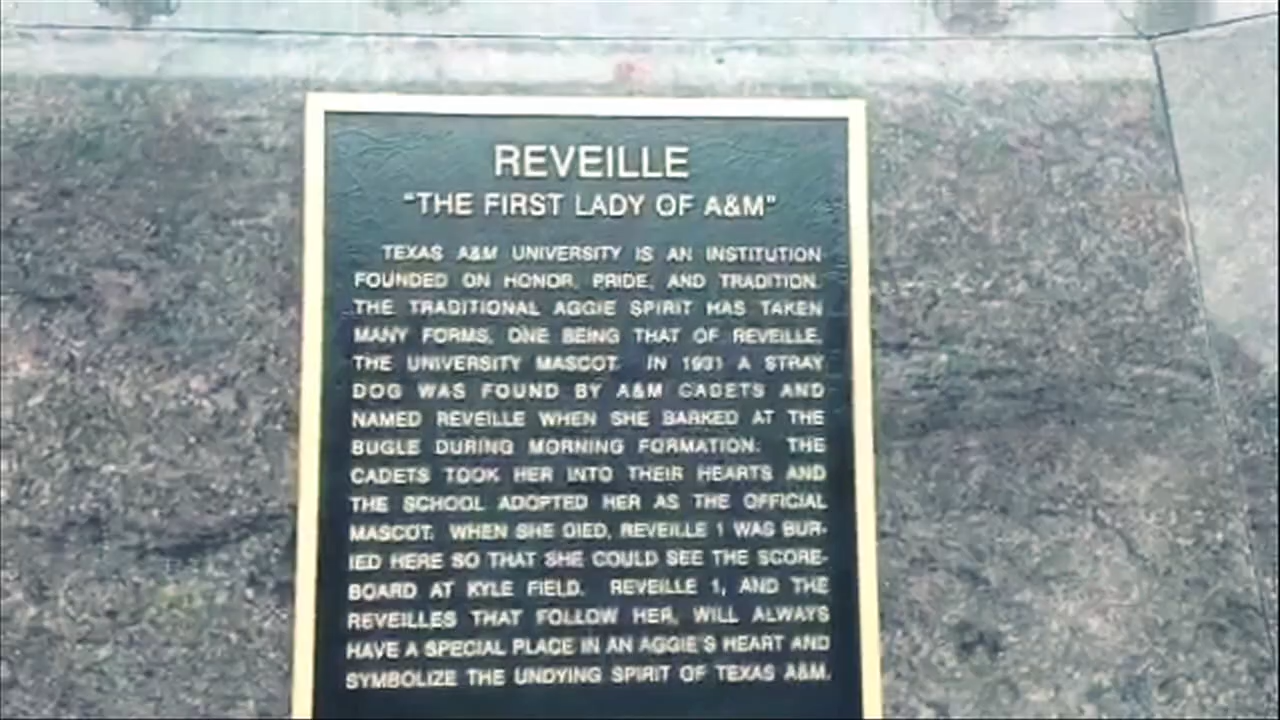 REVEILLE
"THE FIRST LADY OF A&M"
TEXAS A&M UNIVERSITY IS AN INSTITUTION
FOUNDED ON HONOR, PRIDE, AND TRADITION.
THE TRADITIONAL AGGIE SPIRIT HAS TAKEN
MANY FORMS, ONE BEING THAT OF REVEILLE,
THE UNIVERSITY MASCOT. IN 1931 A STRAY
DOG WAS FOUND BY A&M CADETS AND
NAMED REVEILLE WHEN SHE BARKED AT THE
BUGLE DURING MORNING FORMATION. THE
CADETS TOOK HER INTO THEIR HEARTS AND
THE SCHOOL ADOPTED HER AS THE OFFICIAL
MASCOT. WHEN SHE DIED, REVEILLE 1 WAS BUR-
IED HERE SO THAT SHE COULD SEE THE SCORE-
BOARD AT KYLE FIELD. REVEILLE 1, AND THE
REVEILLES THAT FOLLOW HER, WILL ALWAYS
HAVE A SPECIAL PLACE IN AN AGGIE'S HEART AND
SYMBOLIZE THE UNDYING SPIRIT OF TEXAS A&M.